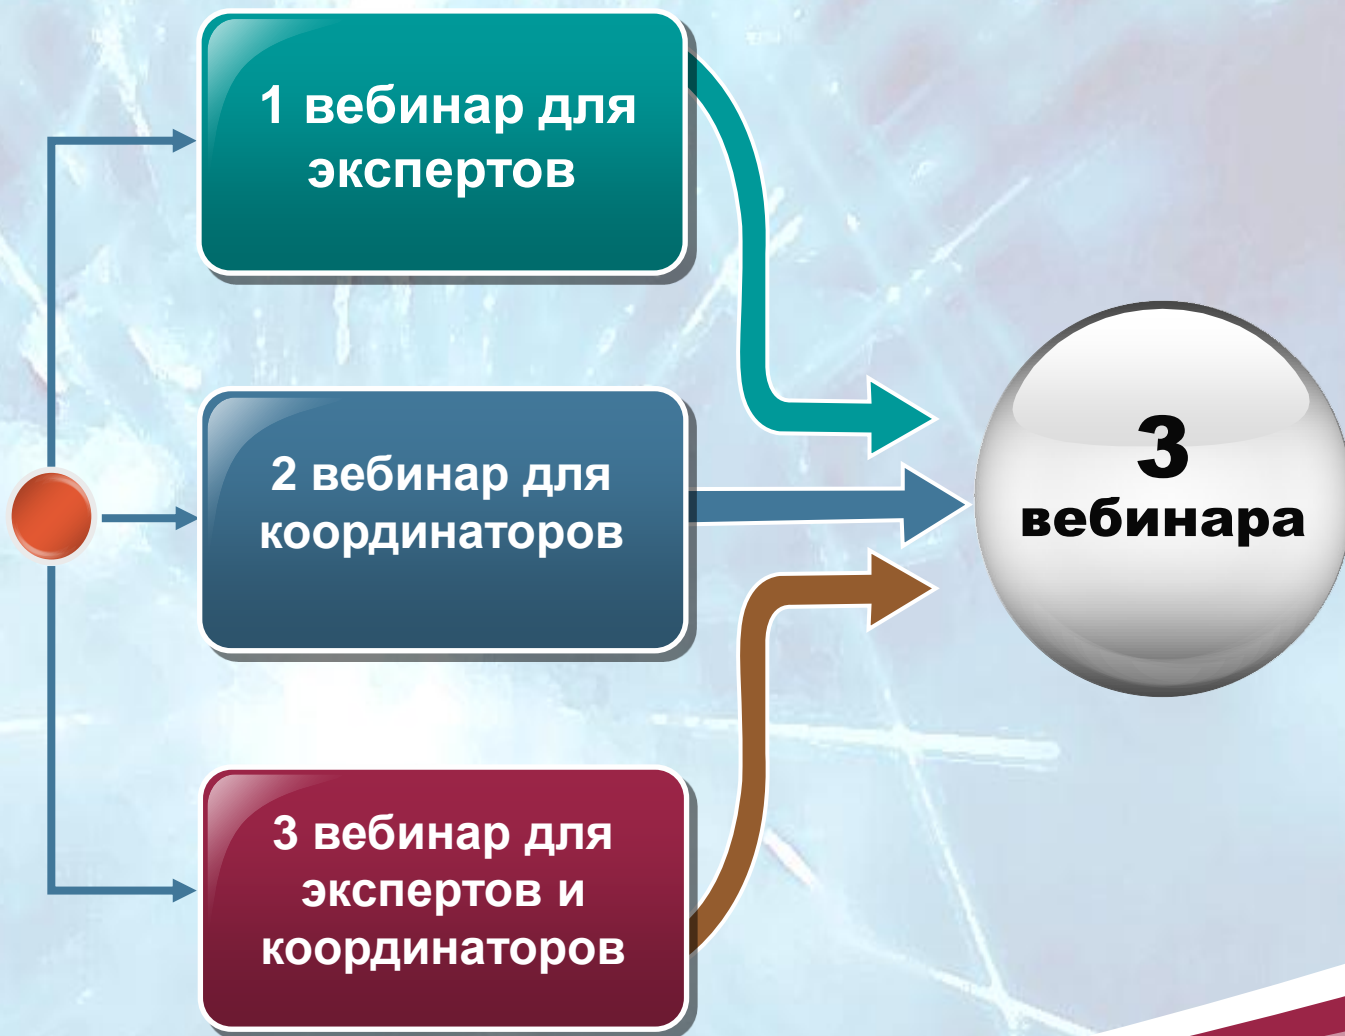 1 вебинар для
экспертов
2 вебинар для
координаторов
3 вебинар для
экспертов и
координаторов
3
вебинара